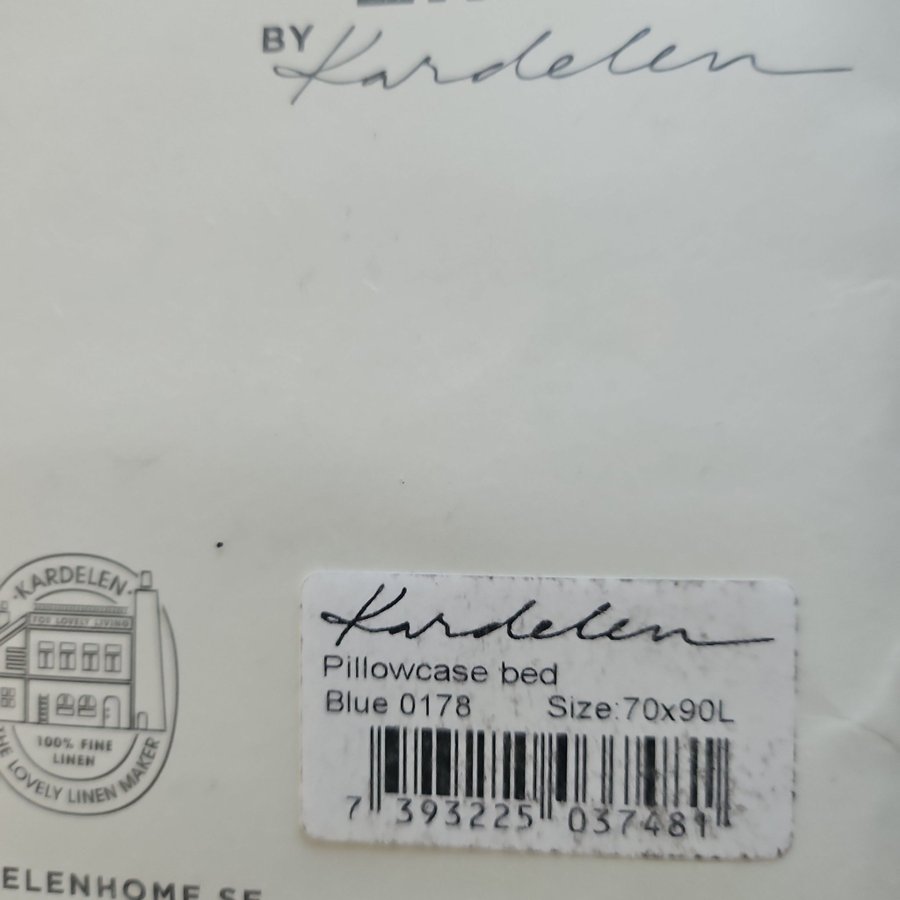 BY Kardelen
KARDELEN
FOR LOVELY LIVING
100% FINE
LINEN
THE LOVELY LINEN MAKER
ELENHOME.SE
Kardelen
Pillowcase bed
Blue 0178 Size:70x90L
7 393225 037481